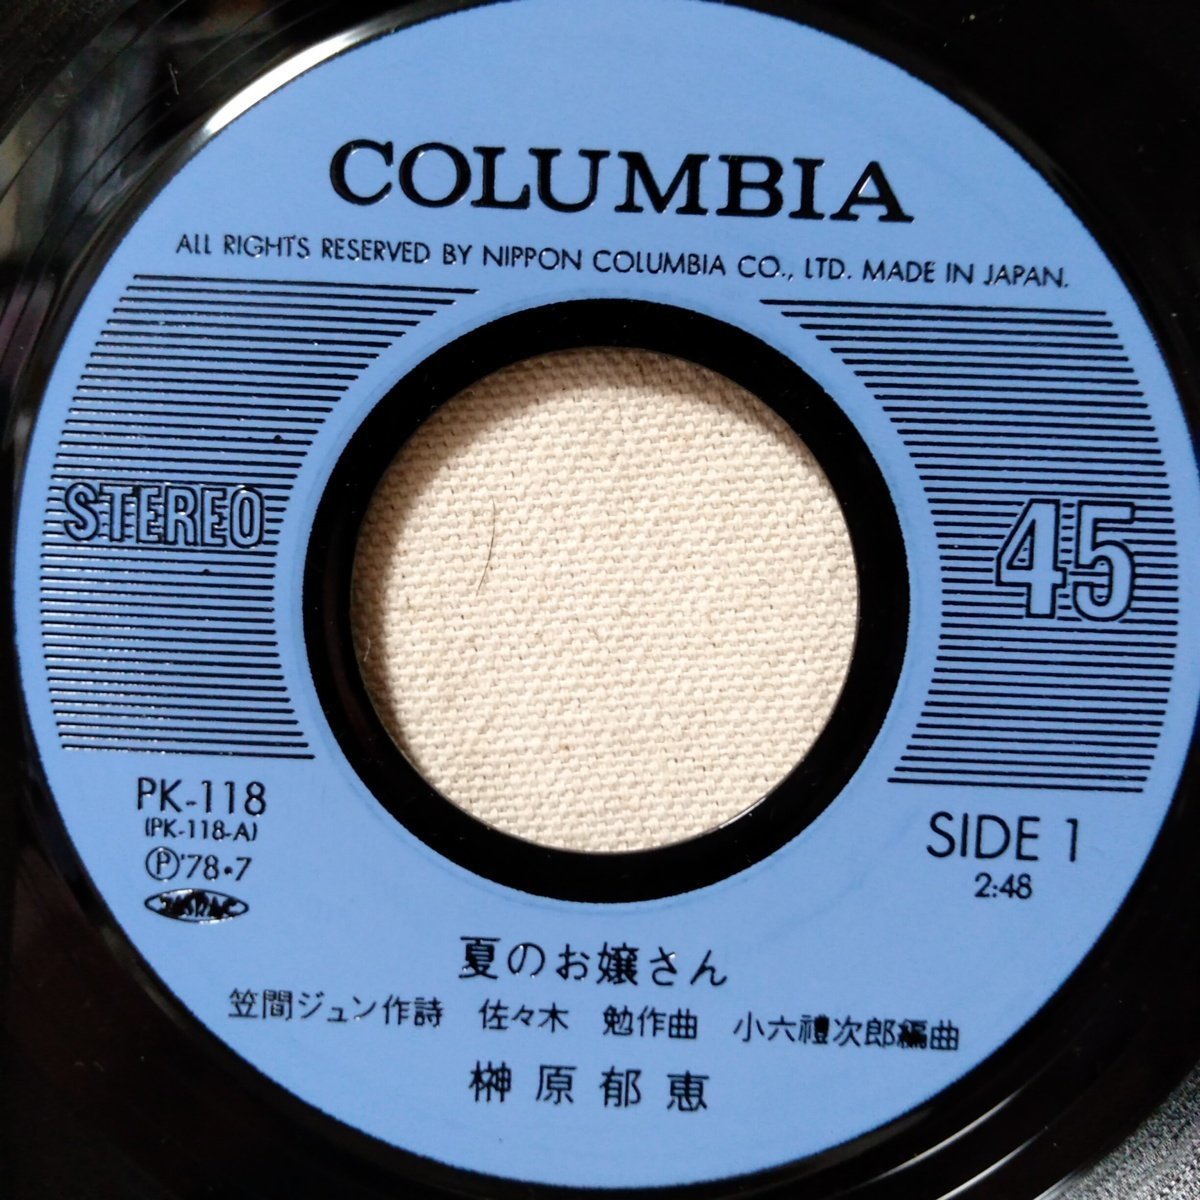 COLUMBIA
ALL RIGHTS RESERVED BY NIPPON COLUMBIA CO., LTD. MADE IN JAPAN.
STEREO
45
PK-118
(PK-118-A)
Ⓟ'78・7
JASRAC
SIDE 1
2:48
夏のお嬢さん
笠間ジュン作詩 佐々木 勉作曲 小六禮次郎編曲
榊原郁恵